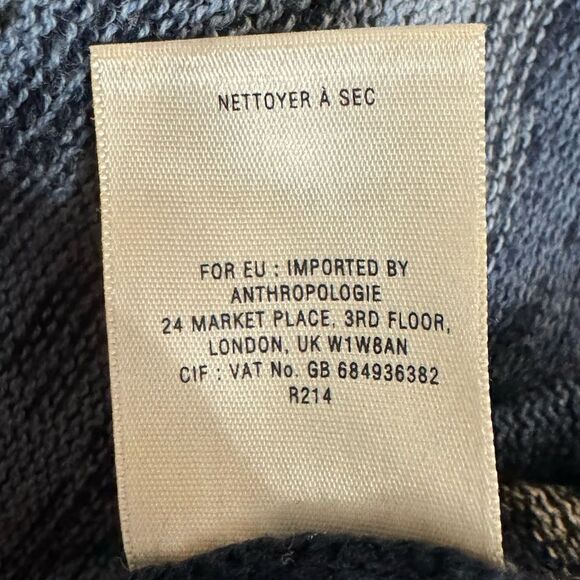 NETTOYER À SEC
FOR EU : IMPORTED BY
ANTHROPOLOGIE
24 MARKET PLACE, 3RD FLOOR,
LONDON, UK W1W8AN
CIF : VAT No. GB 684936382
R214